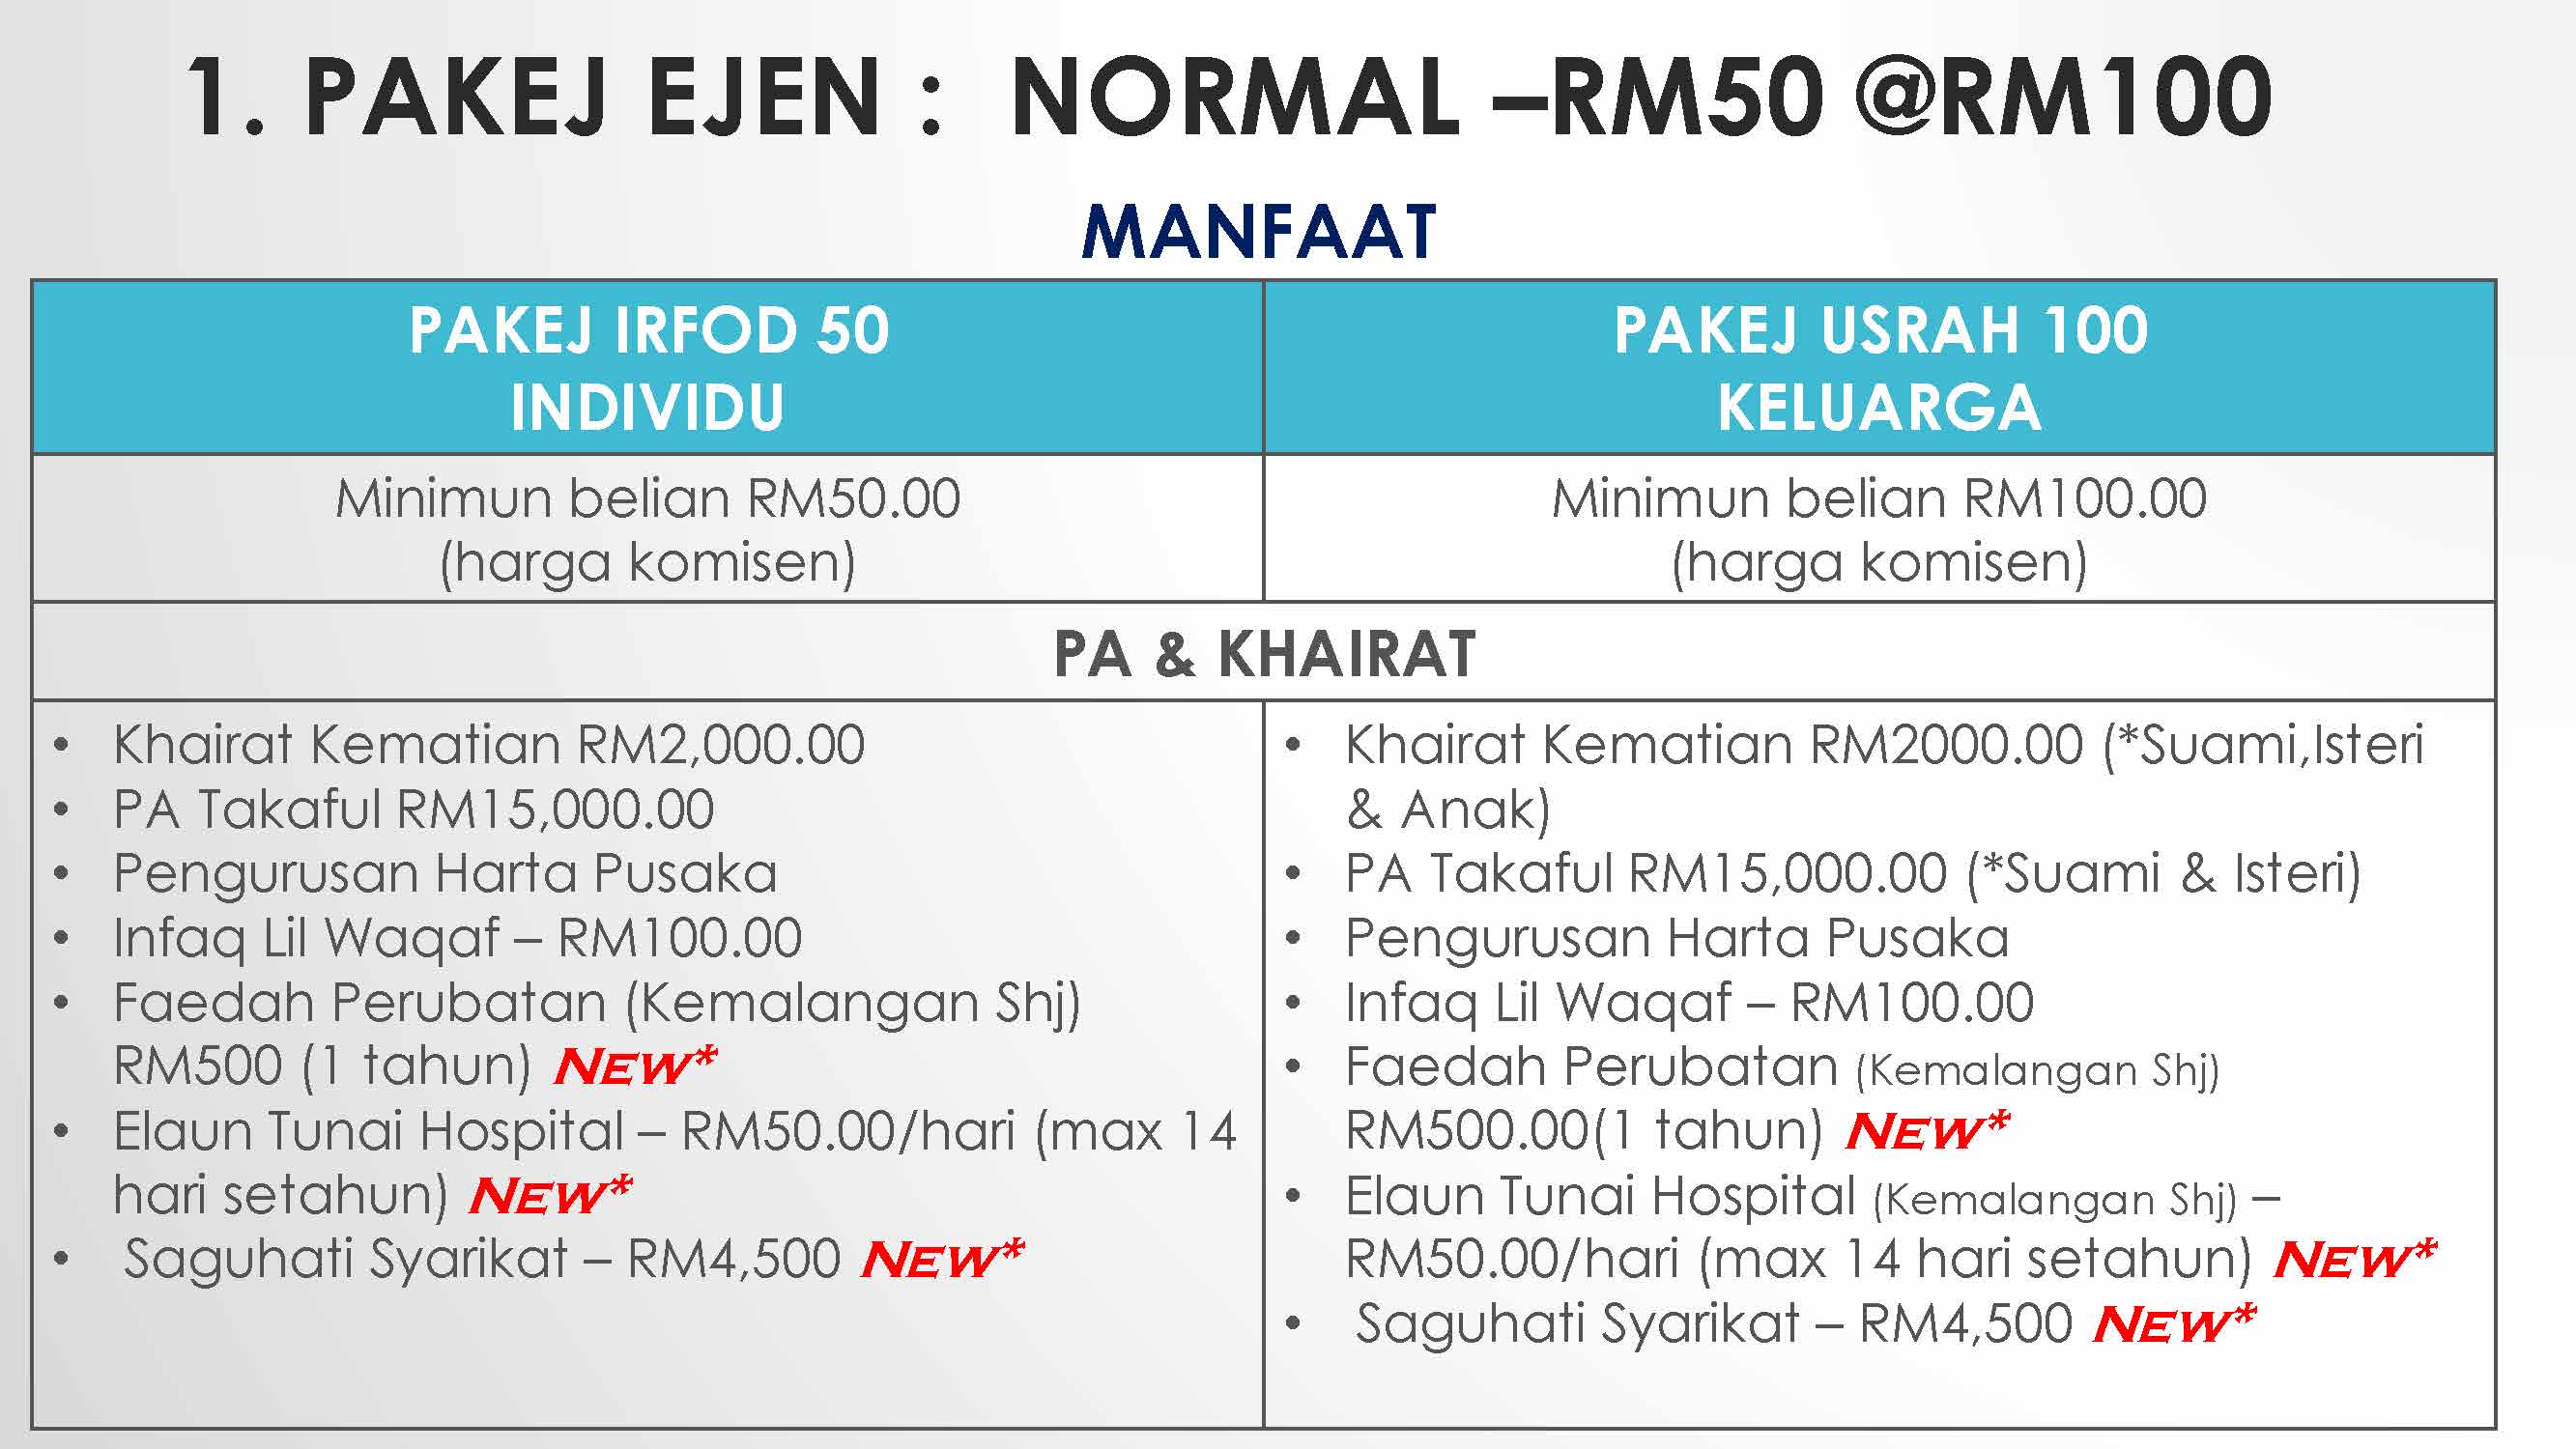 1. PAKEJ EJEN : NORMAL –RM50 @RM100
MANFAAT
PAKEJ IRFOD 50
INDIVIDU
PAKEJ USRAH 100
KELUARGA
Minimun belian RM50.00
(harga komisen)
Minimun belian RM100.00
(harga komisen)
PA & KHAIRAT
• Khairat Kematian RM2,000.00
• PA Takaful RM15,000.00
• Pengurusan Harta Pusaka
• Infaq Lil Waqaf – RM100.00
• Faedah Perubatan (Kemalangan Shj)
RM500 (1 tahun) NEW*
• Elaun Tunai Hospital – RM50.00/hari (max 14
hari setahun) NEW*
• Saguhati Syarikat – RM4,500 NEW*
• Khairat Kematian RM2000.00 (*Suami,Isteri
& Anak)
• PA Takaful RM15,000.00 (*Suami & Isteri)
• Pengurusan Harta Pusaka
• Infaq Lil Waqaf – RM100.00
• Faedah Perubatan (Kemalangan Shj)
RM500.00(1 tahun) NEW*
• Elaun Tunai Hospital (Kemalangan Shj) –
RM50.00/hari (max 14 hari setahun) NEW*
• Saguhati Syarikat – RM4,500 NEW*